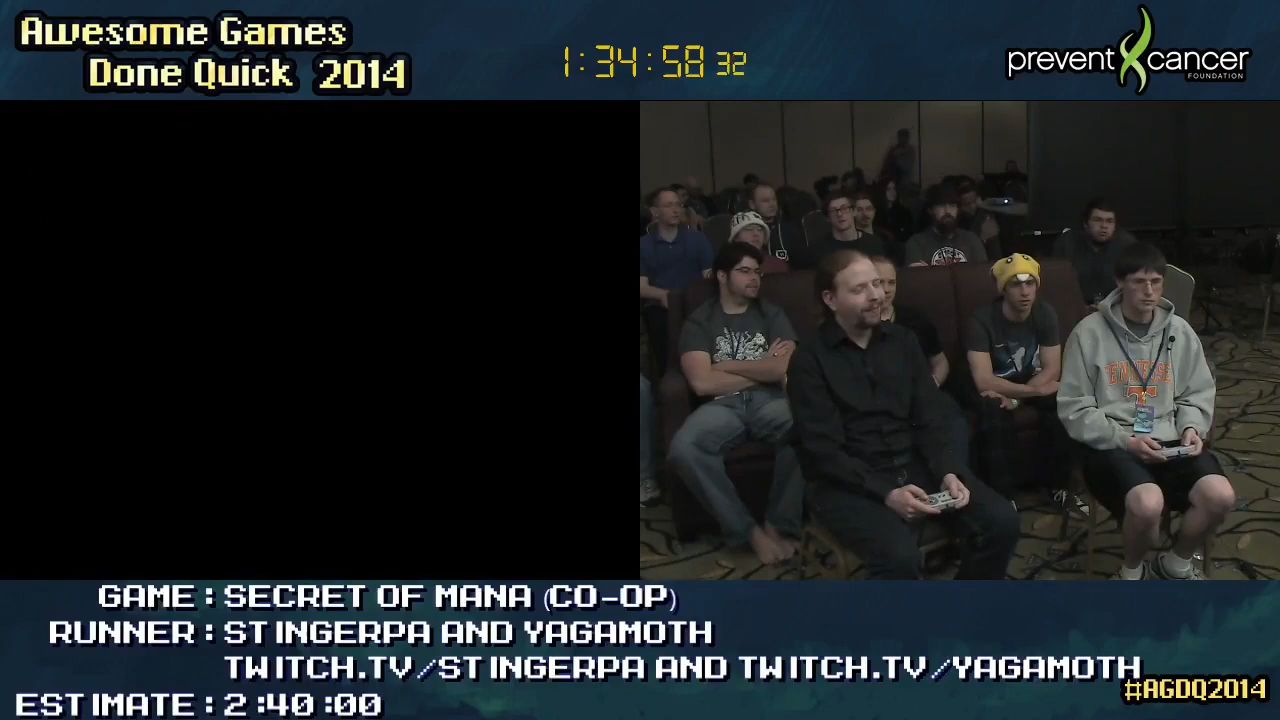 Awesome Games
Done Quick 2014
1:34:58 32
prevent cancer
FOUNDATION
GAME : SECRET OF MANA (CO-OP)
RUNNER : STINGERPA AND YAGAMOTH
TWITCH.TV/STINGERPA AND TWITCH.TV/YAGAMOTH
ESTIMATE : 2:40:00
#AGDQ2014